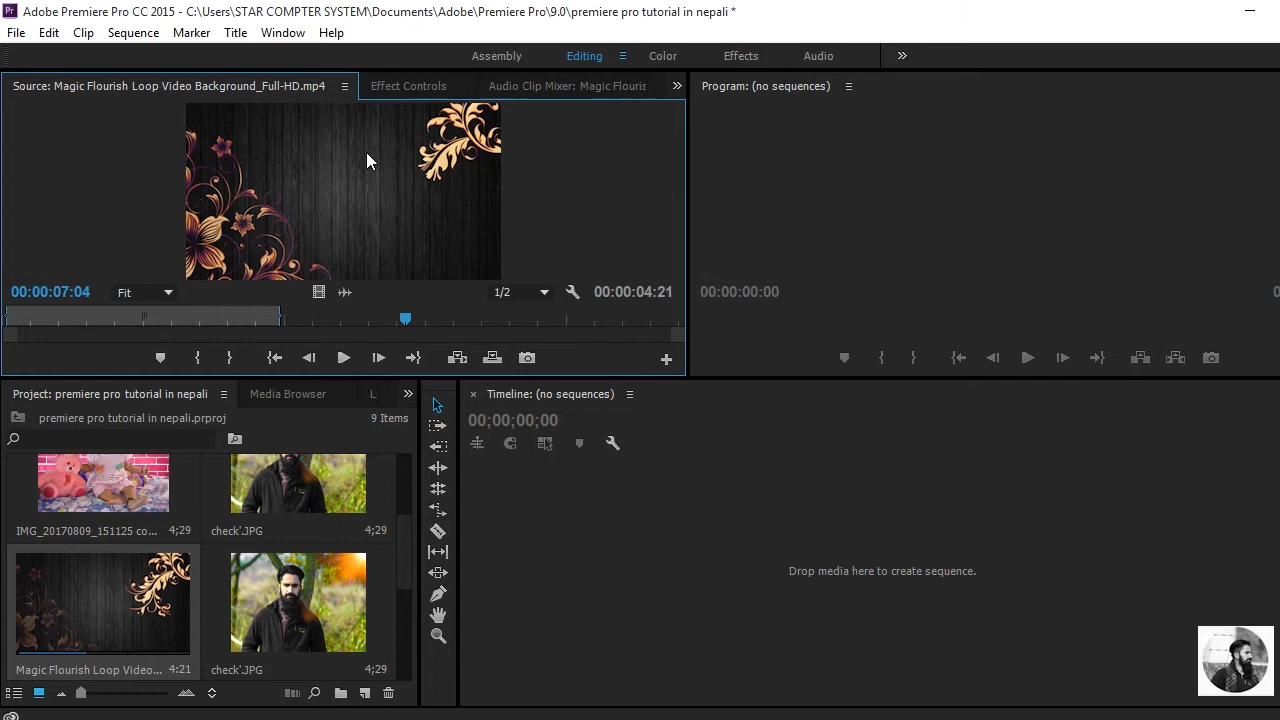 Adobe Premiere Pro CC 2015 - C:\Users\STAR COMPTER SYSTEM\Documents\Adobe\Premiere Pro\9.0\premiere pro tutorial in nepali *
File Edit Clip Sequence Marker Title Window Help
Assembly Editing Color Effects Audio
Source: Magic Flourish Loop Video Background_Full-HD.mp4 Effect Controls Audio Clip Mixer: Magic Flouris
Program: (no sequences)
00:00:07:04 Fit 1/2 00:00:04:21
00:00:00:00
Project: premiere pro tutorial in nepali Media Browser L
Timeline: (no sequences)
premiere pro tutorial in nepali.prproj 9 Items
00;00;00;00
IMG_20170809_151125 co... 4;29
check'.JPG 4;29
Drop media here to create sequence.
Magic Flourish Loop Video... 4:21
check'.JPG 4;29